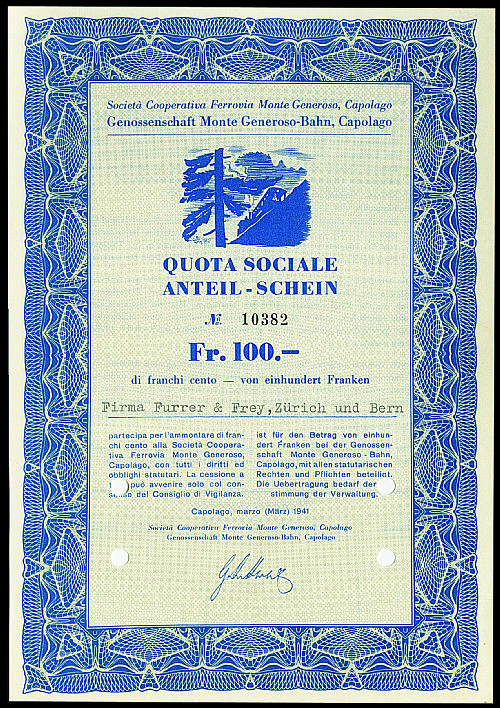 Società Cooperativa Ferrovia Monte Generoso, Capolago
Genossenschaft Monte Generoso-Bahn, Capolago
QUOTA SOCIALE
ANTEIL - SCHEIN
№ 10382
Fr. 100.—
di franchi cento — von einhundert Franken
Firma Furrer & Frey, Zürich und Bern
partecipa per l'ammontare di fran-
chi cento alla Società Coopera-
tiva Ferrovia Monte Generoso,
Capolago, con tutti i diritti ed
obblighi statutari. La cessione a
può avvenire solo col con-
so del Consiglio di Vigilanza.
ist für den Betrag von einhun-
dert Franken bei der Genossen-
schaft Monte Generoso - Bahn,
Capolago, mit allen statutarischen
Rechten und Pflichten beteiligt.
Die Uebertragung bedarf der
stimmung der Verwaltung.
Capolago, marzo (März) 1941
Società Cooperativa Ferrovia Monte Generoso, Capolago
Genossenschaft Monte Generoso-Bahn, Capolago